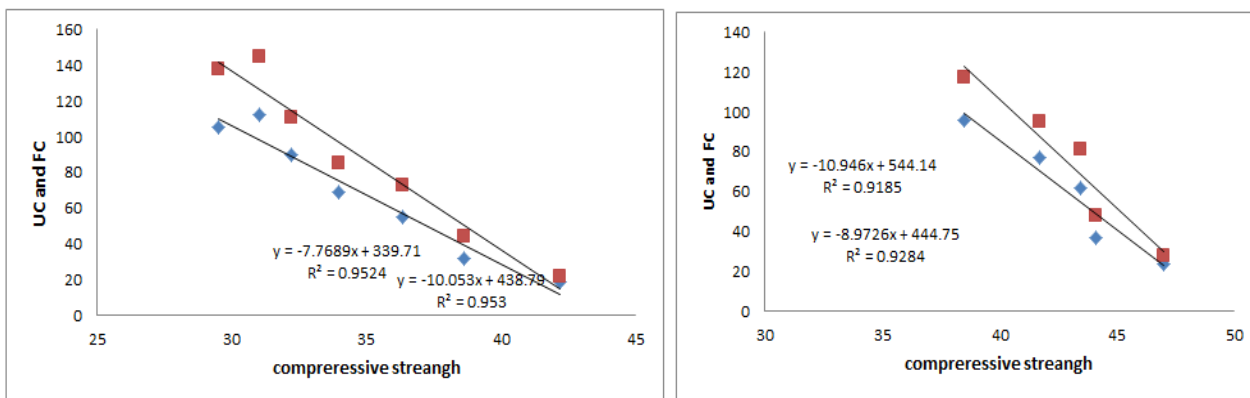 160
140
120
100
80
60
40
20
0
UC and FC
y = -7.7689x + 339.71
R² = 0.9524
y = -10.053x + 438.79
R² = 0.953
25 30 35 40 45
compreressive streangh
140
120
100
80
60
40
20
0
UC and FC
y = -10.946x + 544.14
R² = 0.9185
y = -8.9726x + 444.75
R² = 0.9284
30 35 40 45 50
compreressive streangh